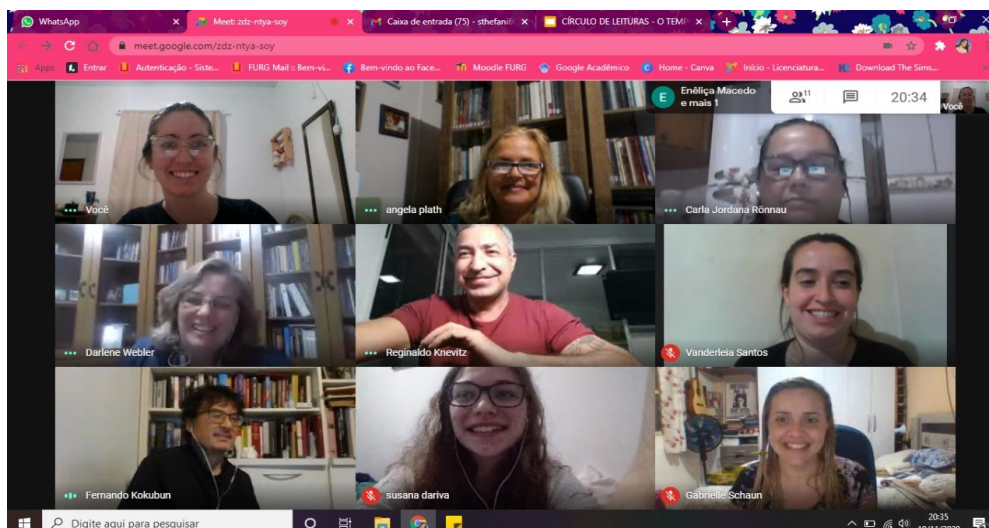 WhatsApp
Meet: zdz-ntya-soy
Caixa de entrada (75) - sthefani6
CÍRCULO DE LEITURAS - O TEMP
meet.google.com/zdz-ntya-soy
Apps
Entrar
Autenticação - Siste...
FURG Mail :: Bem-vi...
Bem-vindo ao Face...
Moodle FURG
Google Acadêmico
Home - Canva
Início - Licenciatura...
Download The Sims...
Enêliça Macedo
e mais 1
11
20:34
Você
Você
angela plath
Carla Jordana Rönnau
Darlene Webler
Reginaldo Knevitz
Vanderleia Santos
Fernando Kokubun
susana dariva
Gabrielle Schaun
Digite aqui para pesquisar
20:35